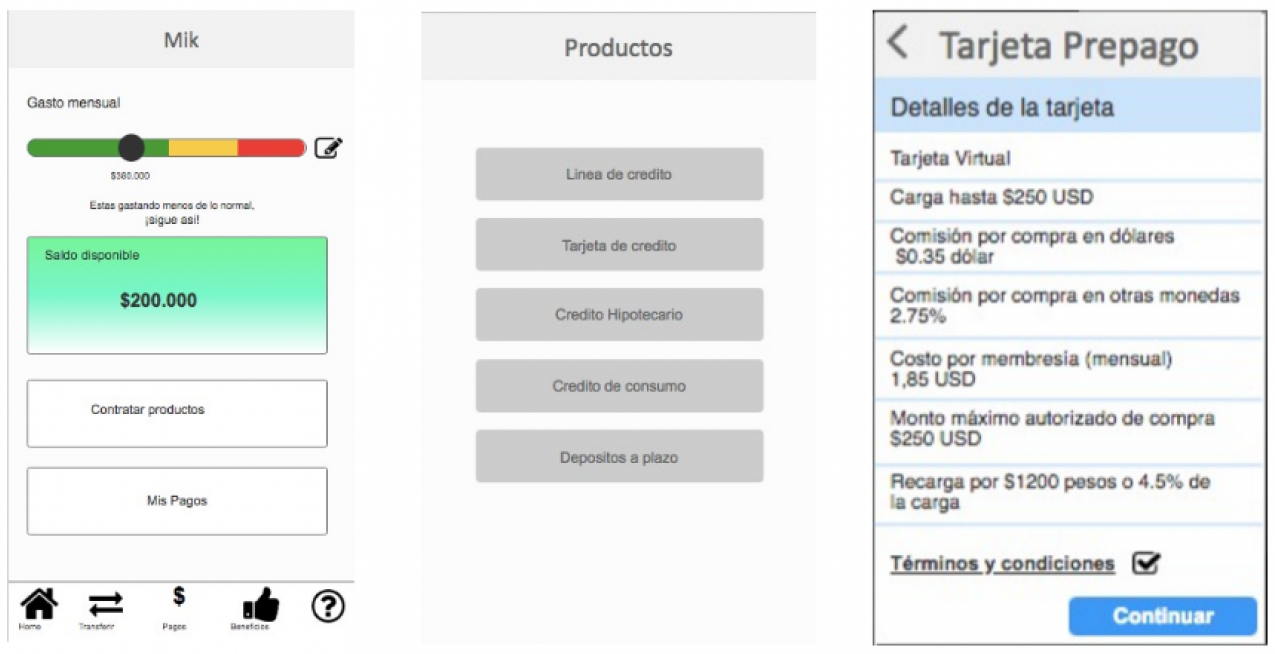 Mik
Gasto mensual
$360.000
Estas gastando menos de lo normal,
¡sigue asi!
Saldo disponible
$200.000
Contratar productos
Mis Pagos
$
Home
Transferir
Pagos
Beneficios
?
Productos
Linea de credito
Tarjeta de credito
Credito Hipotecario
Credito de consumo
Depositos a plazo
Tarjeta Prepago
Detalles de la tarjeta
Tarjeta Virtual
Carga hasta $250 USD
Comisión por compra en dólares
$0.35 dólar
Comisión por compra en otras monedas
2.75%
Costo por membresía (mensual)
1,85 USD
Monto máximo autorizado de compra
$250 USD
Recarga por $1200 pesos o 4.5% de
la carga
Términos y condiciones
Continuar